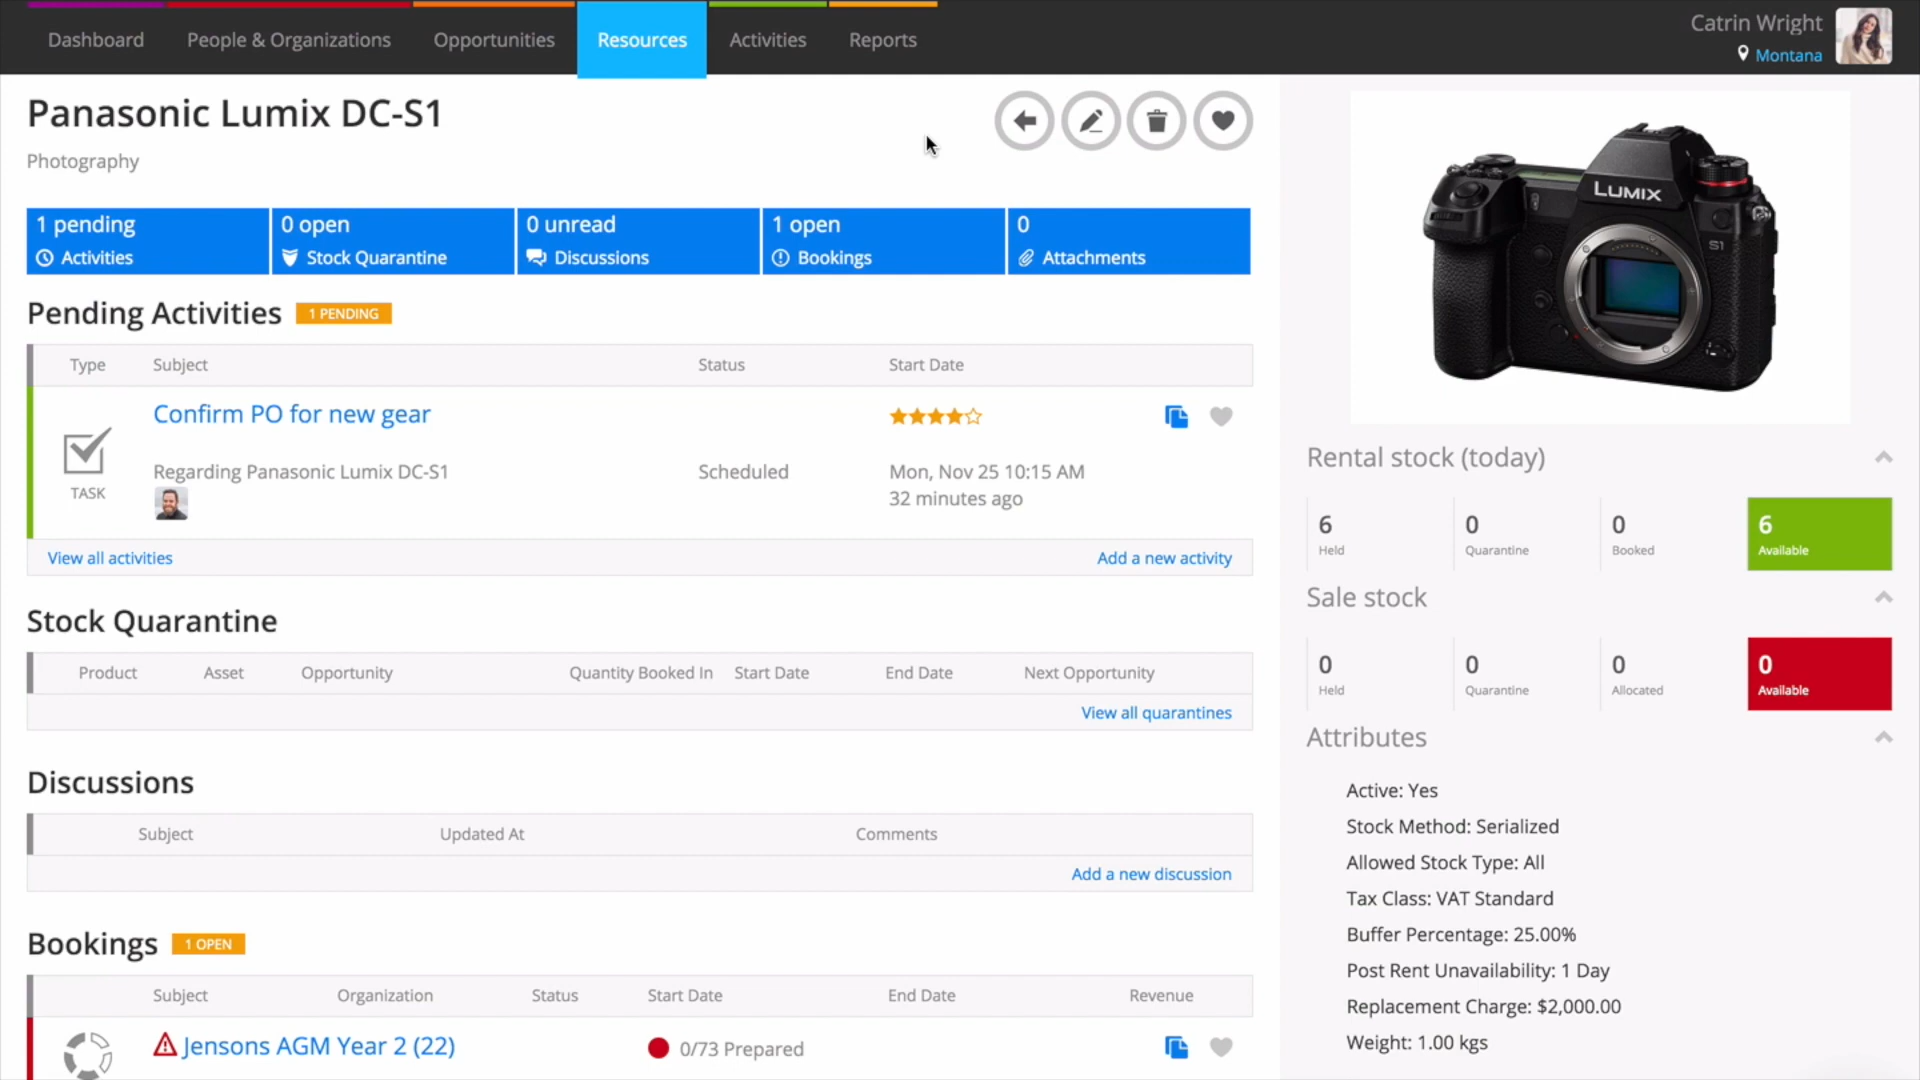 Dashboard
People & Organizations
Opportunities
Resources
Activities
Reports
Catrin Wright
Montana
Panasonic Lumix DC-S1
Photography
1 pending
Activities
0 open
Stock Quarantine
0 unread
Discussions
1 open
Bookings
0
Attachments
Pending Activities 1 PENDING
Type Subject Status Start Date
Confirm PO for new gear
TASK
Regarding Panasonic Lumix DC-S1 Scheduled Mon, Nov 25 10:15 AM
32 minutes ago
View all activities Add a new activity
Stock Quarantine
Product Asset Opportunity Quantity Booked In Start Date End Date Next Opportunity
View all quarantines
Discussions
Subject Updated At Comments
Add a new discussion
Bookings 1 OPEN
Subject Organization Status Start Date End Date Revenue
Jensons AGM Year 2 (22) 0/73 Prepared
LUMIX
S1
Rental stock (today)
6 0 0 6
Held Quarantine Booked Available
Sale stock
0 0 0 0
Held Quarantine Allocated Available
Attributes
Active: Yes
Stock Method: Serialized
Allowed Stock Type: All
Tax Class: VAT Standard
Buffer Percentage: 25.00%
Post Rent Unavailability: 1 Day
Replacement Charge: $2,000.00
Weight: 1.00 kgs